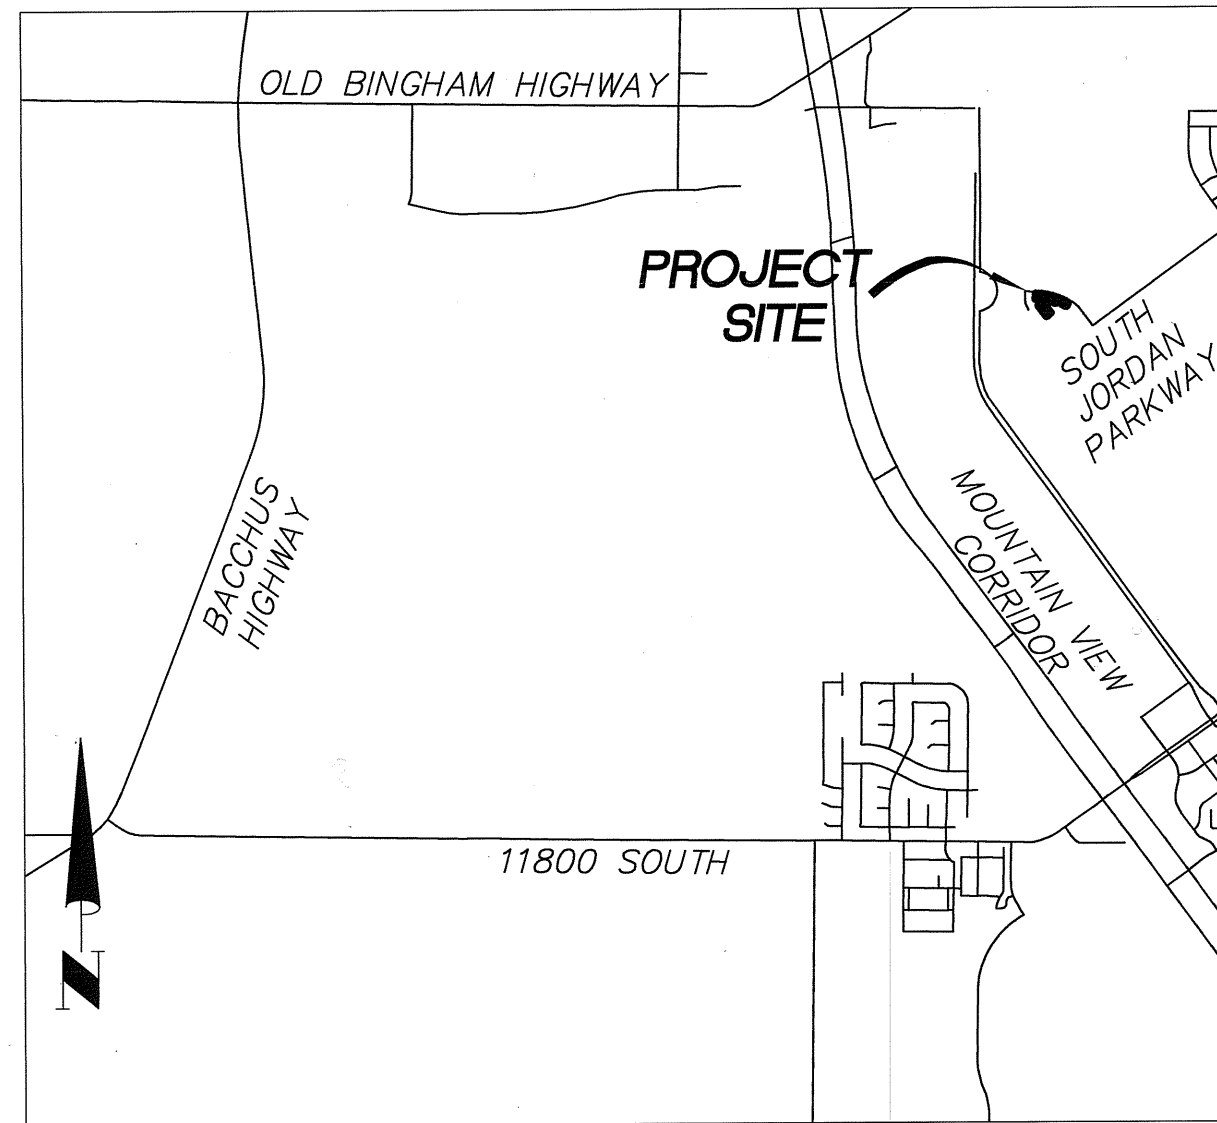 OLD BINGHAM HIGHWAY
PROJECT
SITE
SOUTH
JORDAN
PARKWAY
BACCHUS
HIGHWAY
MOUNTAIN VIEW
CORRIDOR
11800 SOUTH
N